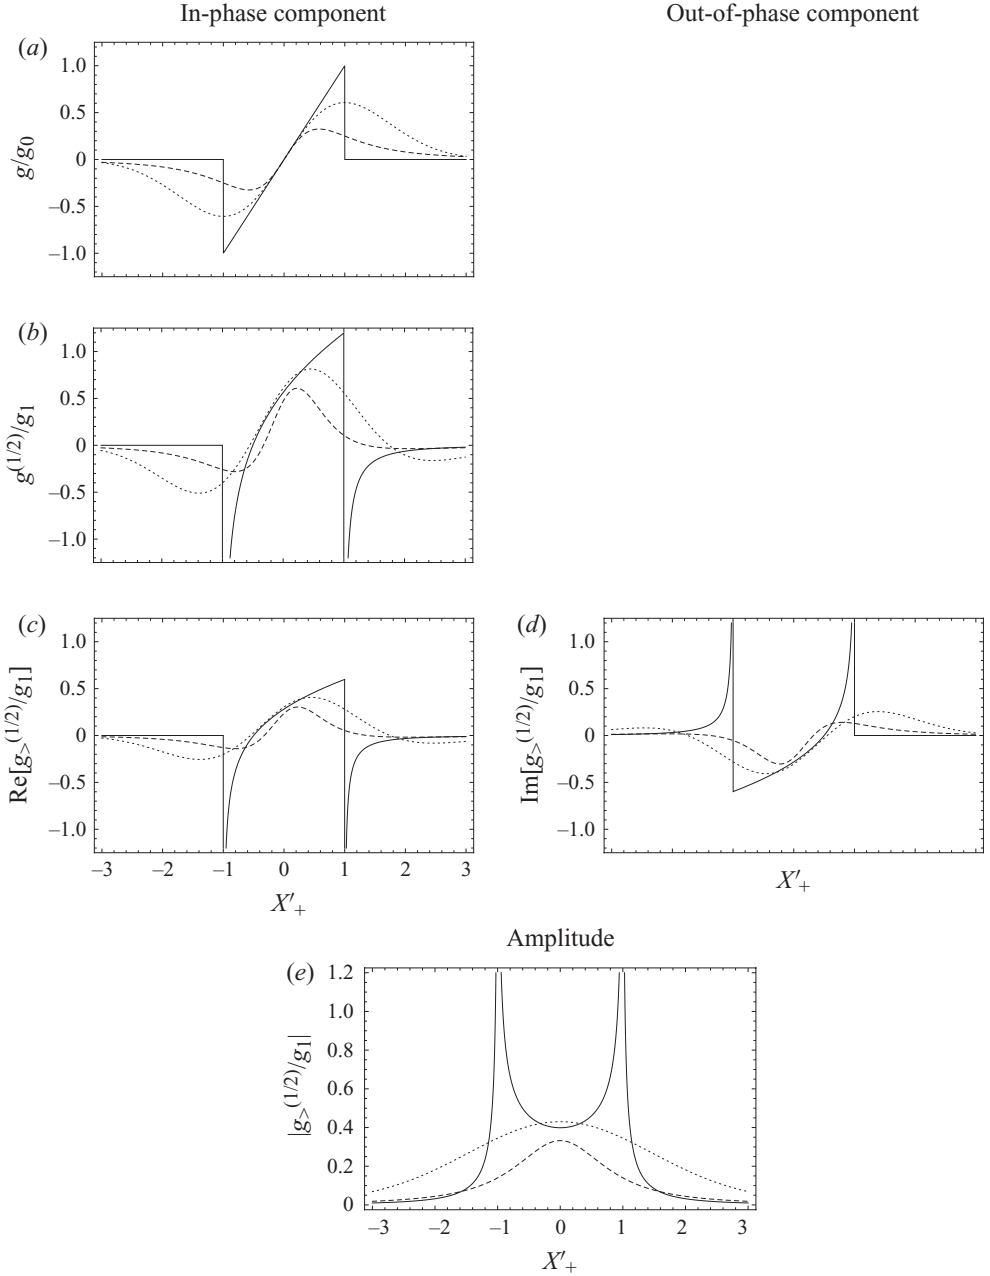 In-phase component
Out-of-phase component
(a)
1.0
0.5
0
–0.5
–1.0
g/g0
(b)
1.0
0.5
0
–0.5
–1.0
g(1/2)/g1
(c)
1.0
0.5
0
–0.5
–1.0
Re[g>(1/2)/g1]
–3 –2 –1 0 1 2 3
X′+
(d)
1.0
0.5
0
–0.5
–1.0
Im[g>(1/2)/g1]
X′+
Amplitude
(e)
1.2
1.0
0.8
0.6
0.4
0.2
0
|g>(1/2)/g1|
–3 –2 –1 0 1 2 3
X′+